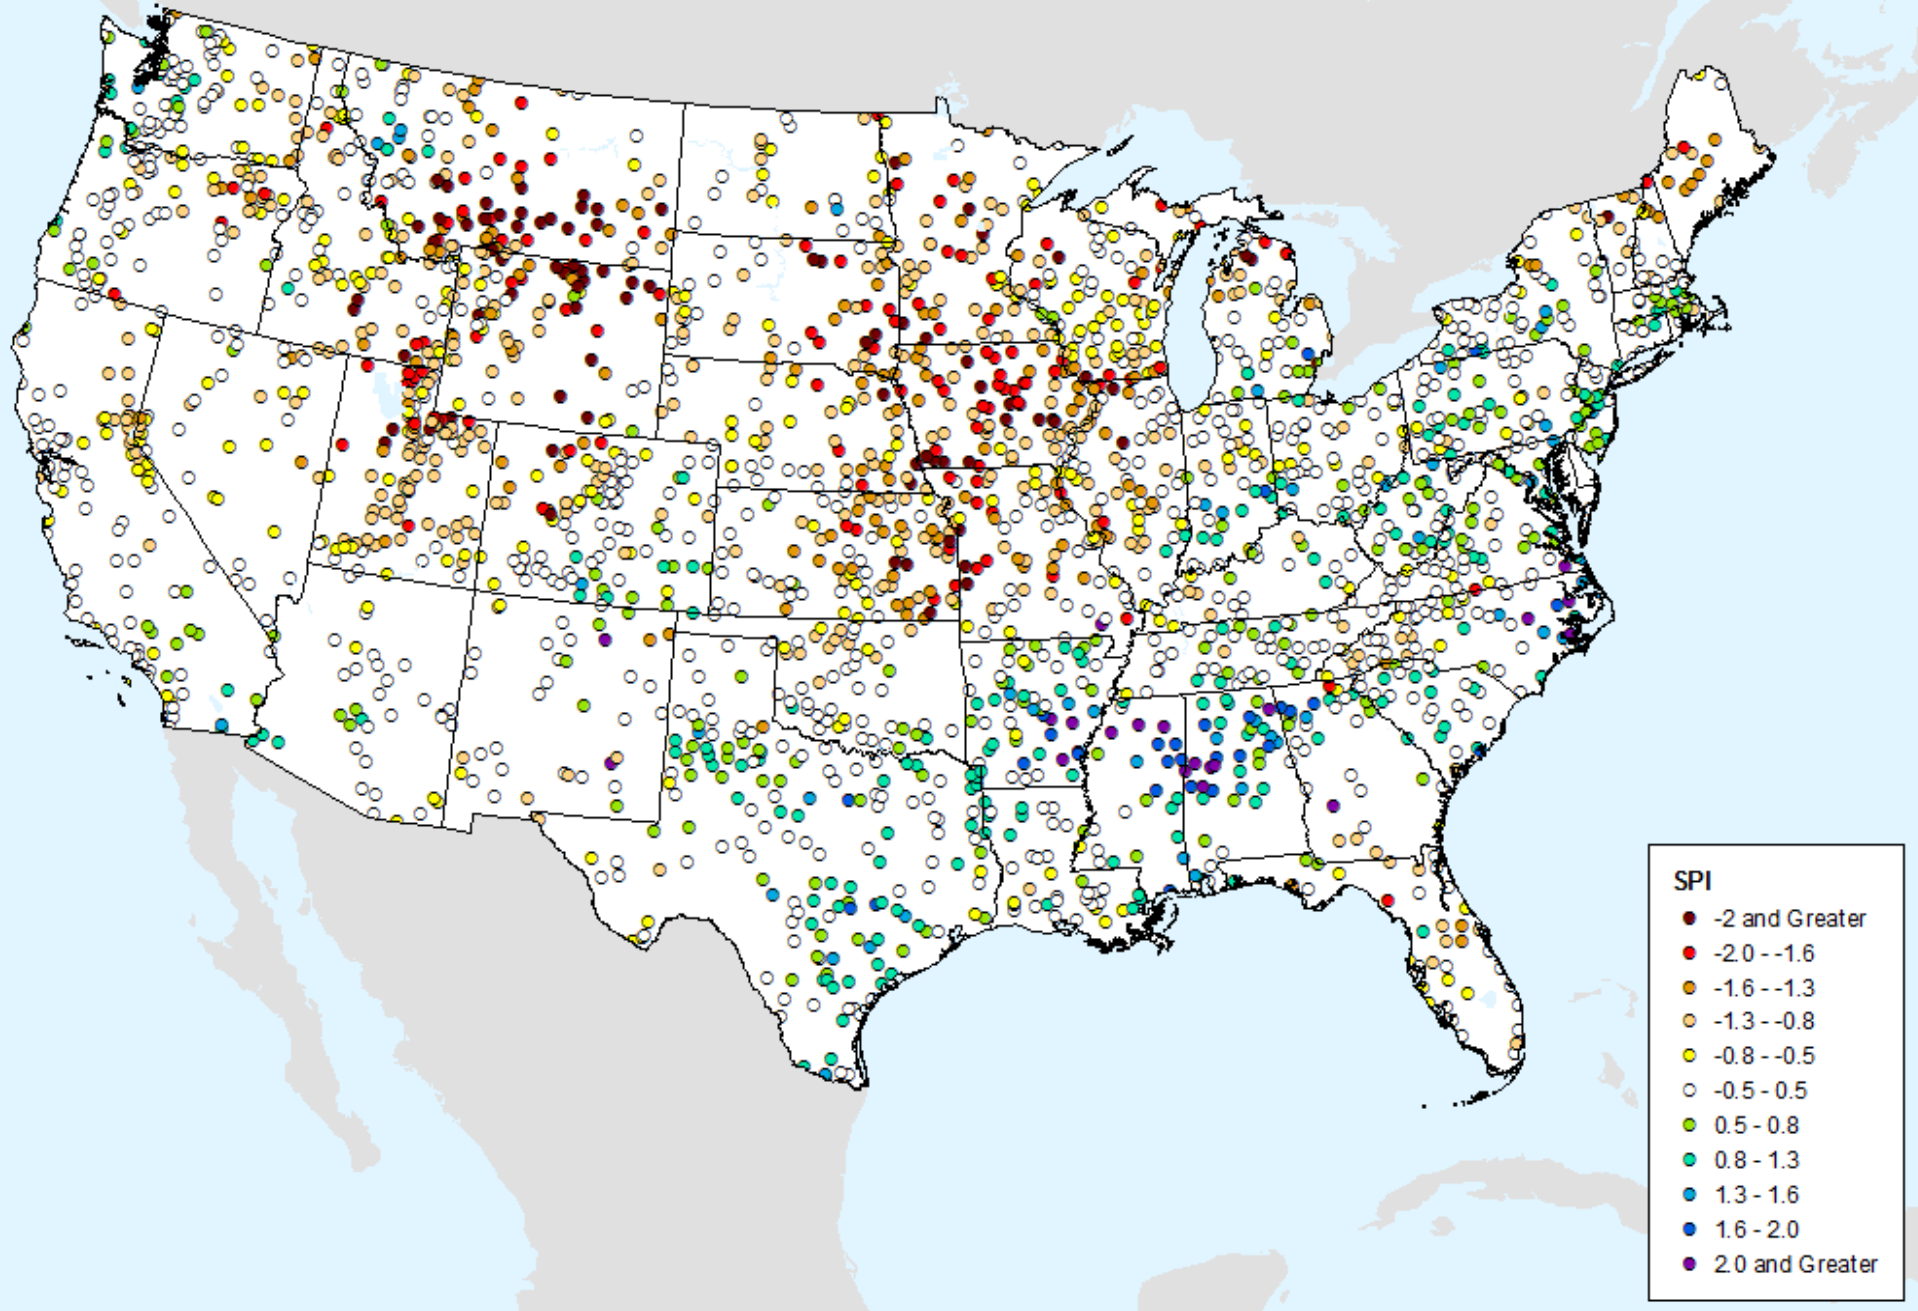 SPI
-2 and Greater
-2.0 - -1.6
-1.6 - -1.3
-1.3 - -0.8
-0.8 - -0.5
-0.5 - 0.5
0.5 - 0.8
0.8 - 1.3
1.3 - 1.6
1.6 - 2.0
2.0 and Greater